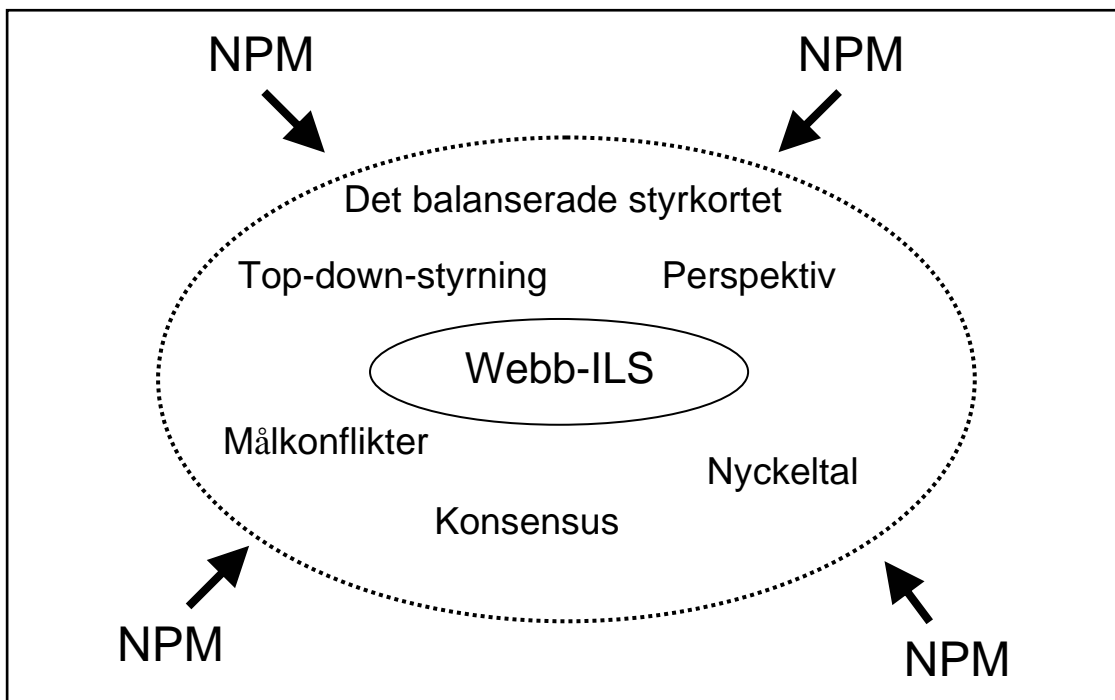 NPM
NPM
Det balanserade styrkortet
Top-down-styrning
Perspektiv
Webb-ILS
Målkonflikter
Nyckeltal
Konsensus
NPM
NPM